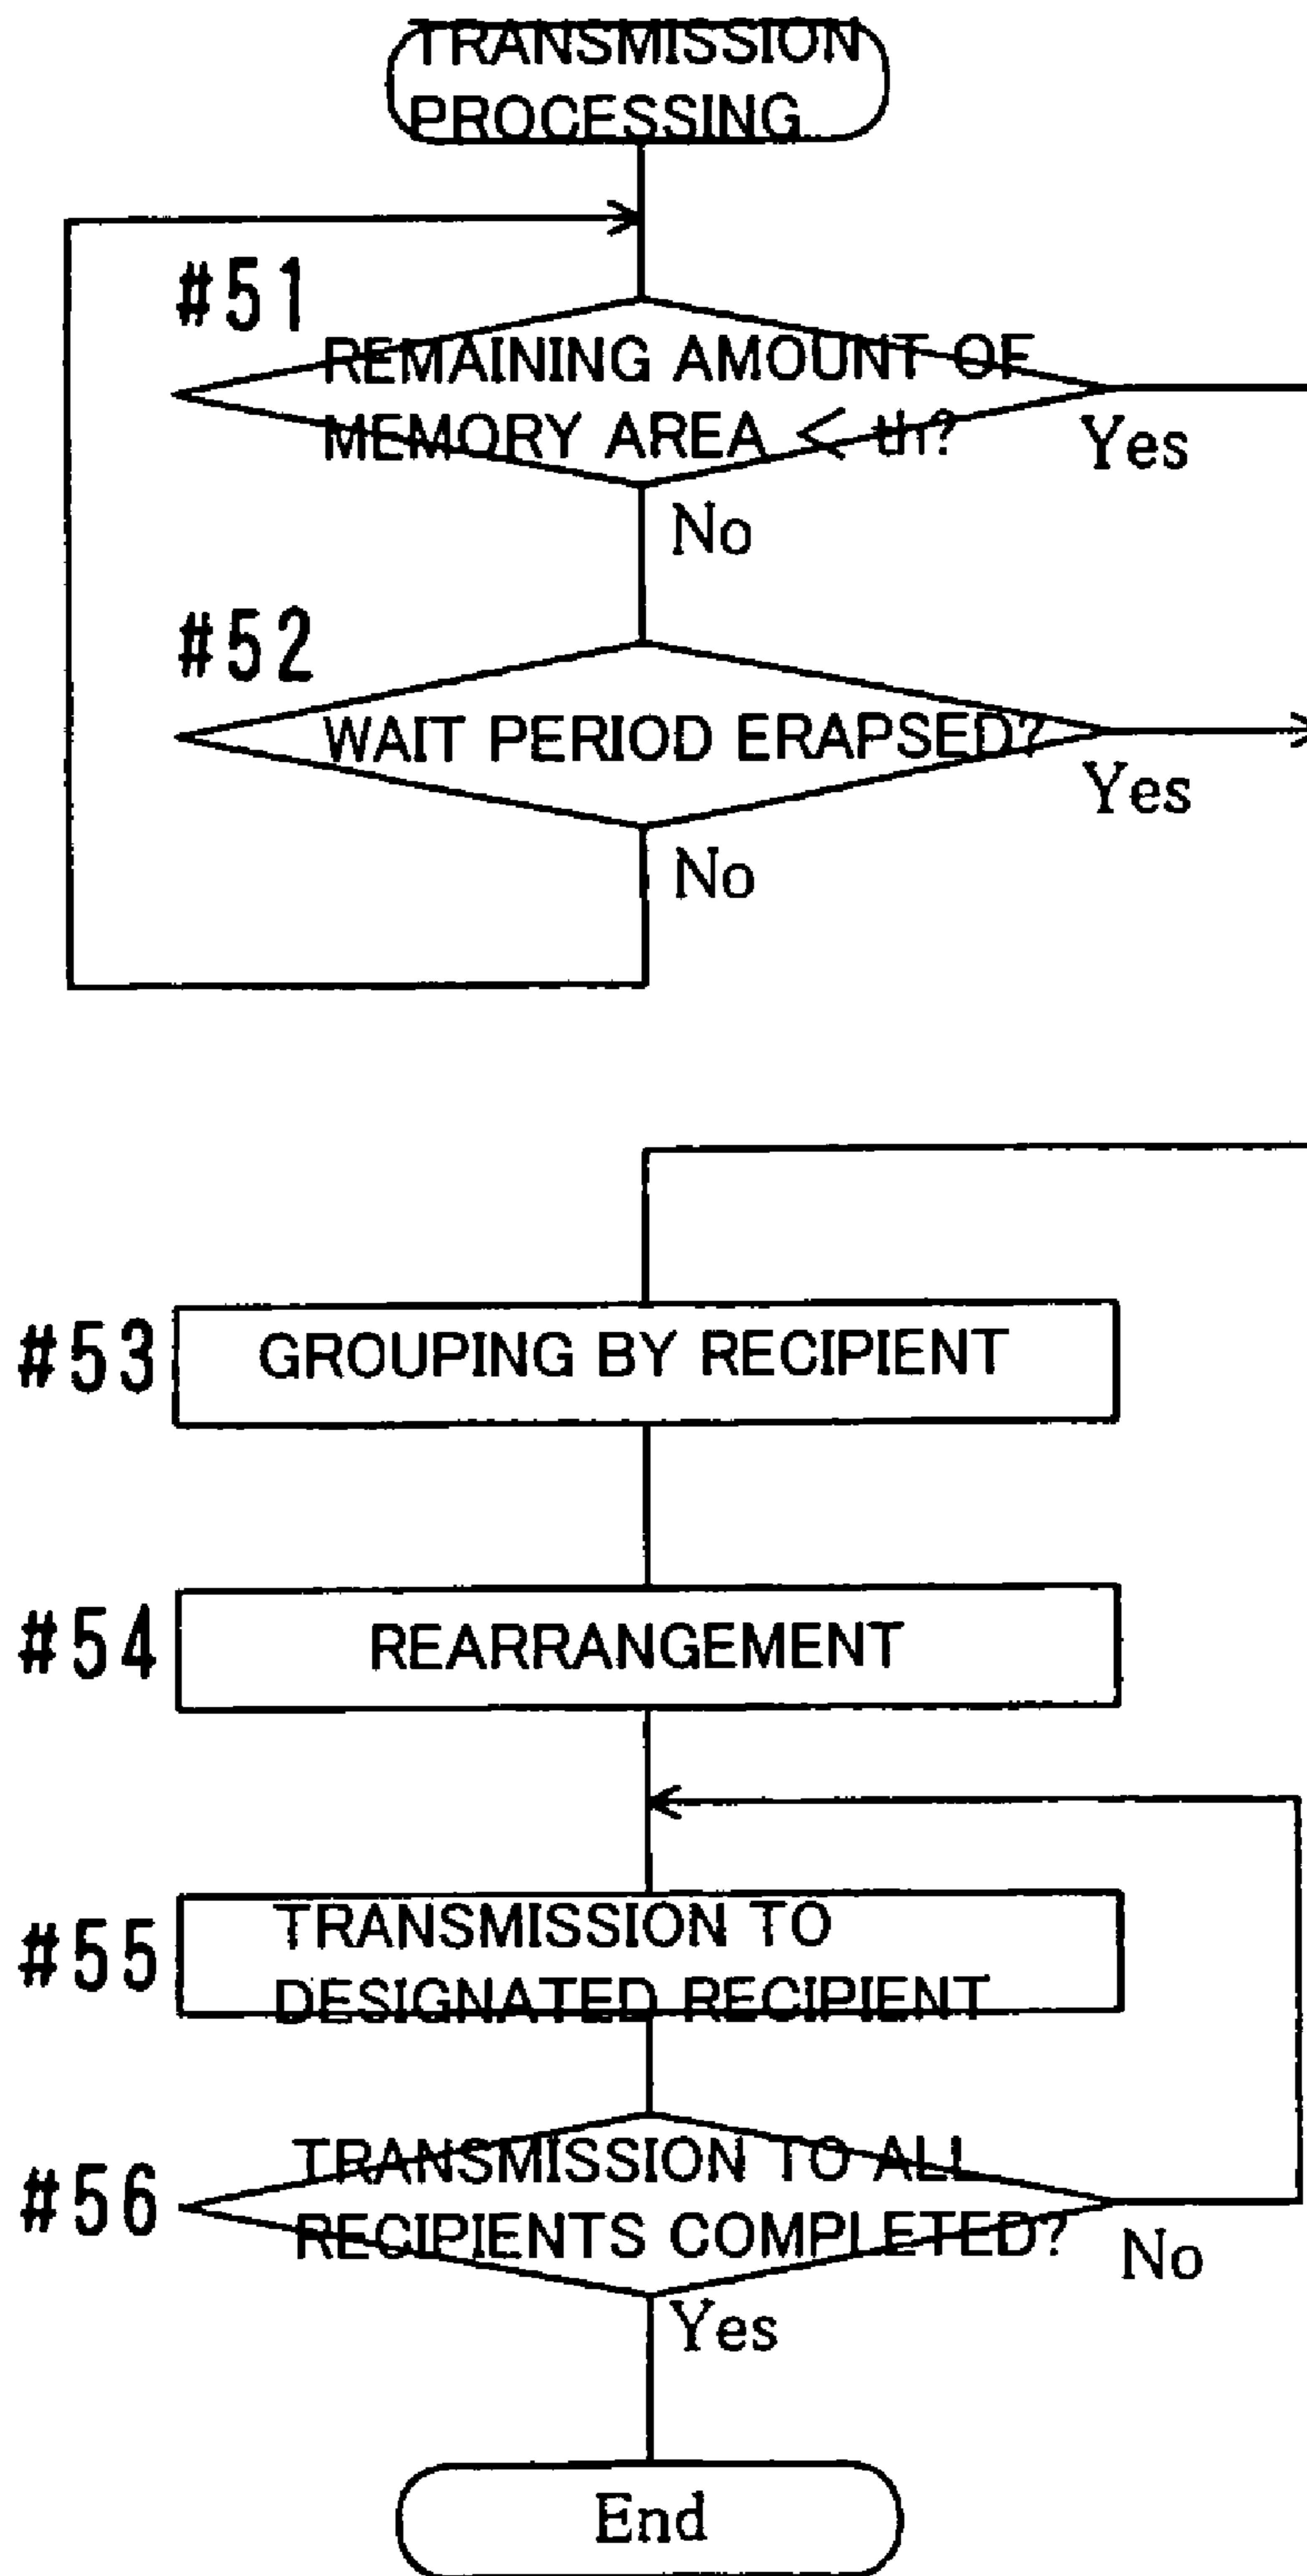 TRANSMISSION
PROCESSING
#51
REMAINING AMOUNT OF
MEMORY AREA < th?
Yes
No
#52
WAIT PERIOD ERAPSED?
Yes
No
#53
GROUPING BY RECIPIENT
#54
REARRANGEMENT
#55
TRANSMISSION TO
DESIGNATED RECIPIENT
#56
TRANSMISSION TO ALL
RECIPIENTS COMPLETED?
No
Yes
End